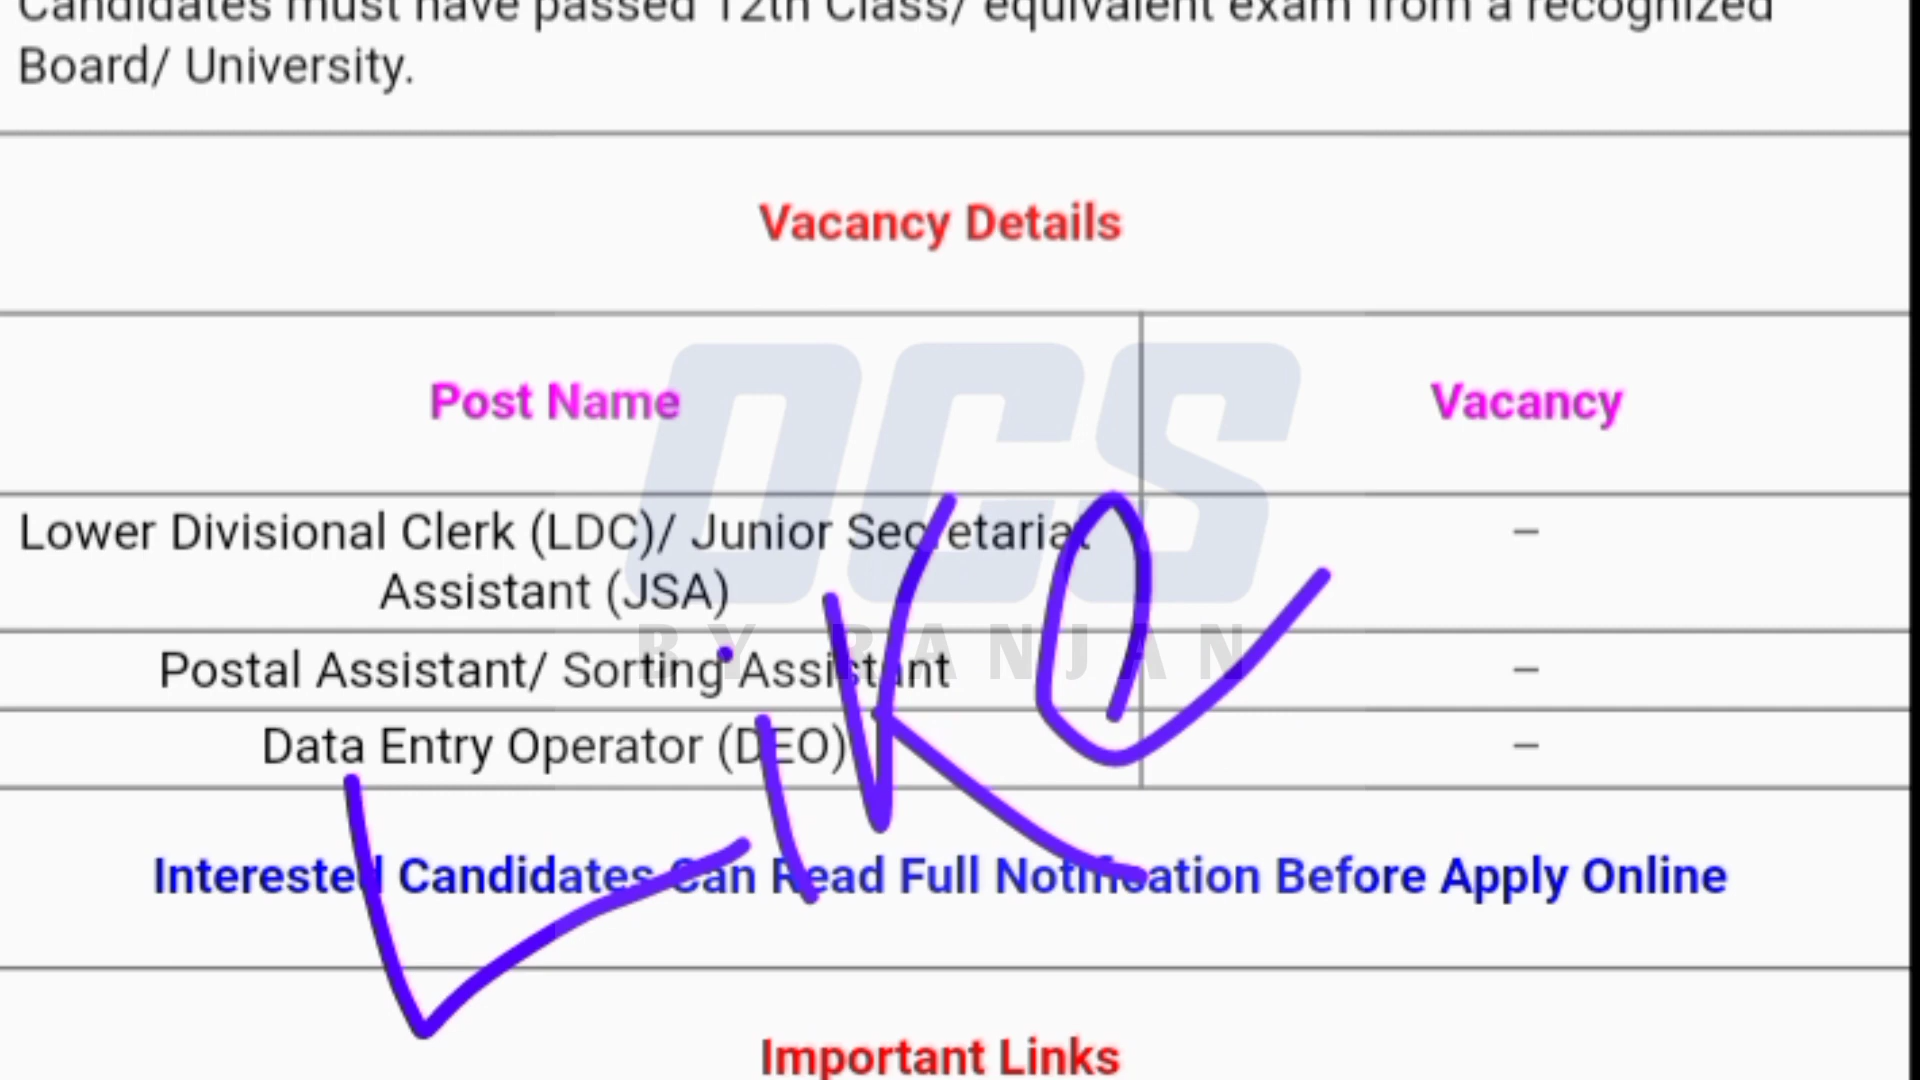 Candidates must have passed 12th Class/ equivalent exam from a recognized
Board/ University.
Vacancy Details
Post Name
Vacancy
Lower Divisional Clerk (LDC)/ Junior Secretariat
Assistant (JSA)
–
Postal Assistant/ Sorting Assistant
–
Data Entry Operator (DEO)
–
Interested Candidates Can Read Full Notification Before Apply Online
Important Links
OCS
BY RANJAN
Like